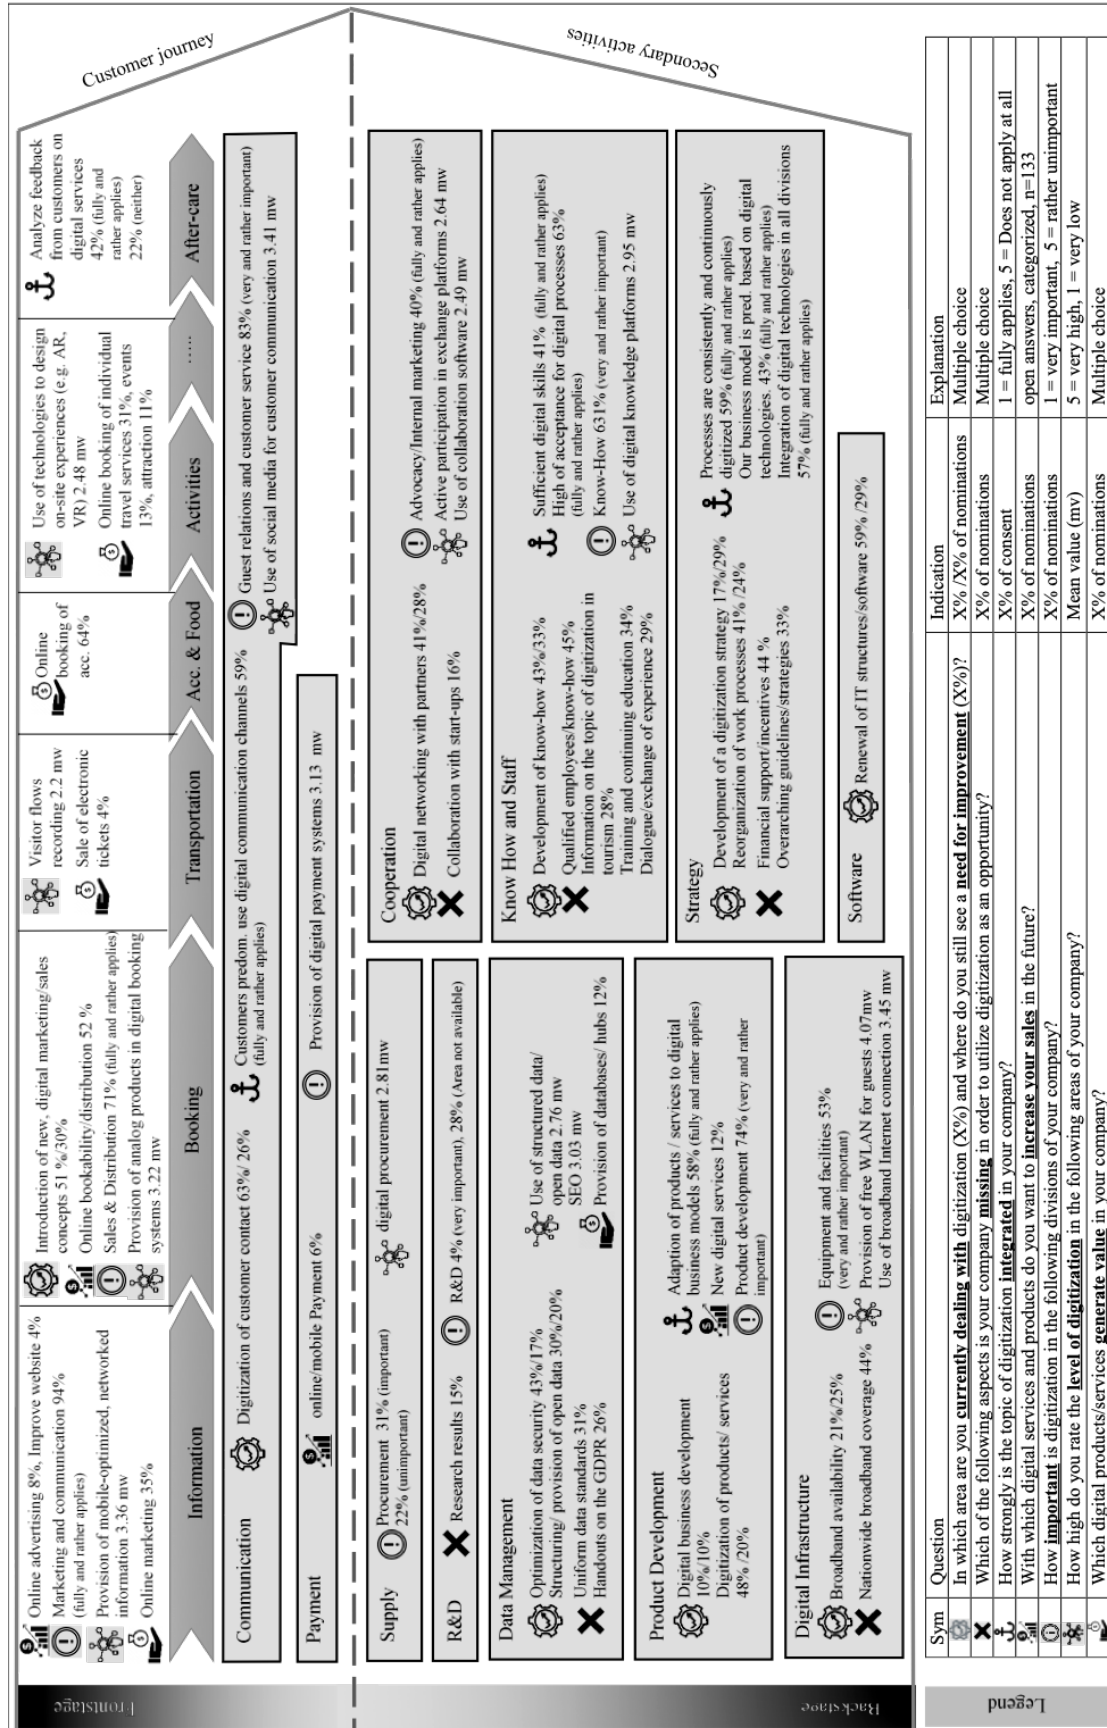 Customer journey
Secondary activities
Frontstage
Backstage
Online advertising 8%, Improve website 4%
Marketing and communication 94%
(fully and rather applies)
Provision of mobile-optimized, networked
information 3.36 mw
Online marketing 35%
Introduction of new, digital marketing/sales
concepts 51 %/30%
Online bookability/distribution 52 %
Sales & Distribution 71% (fully and rather applies)
Provision of analog products in digital booking
systems 3.22 mw
Visitor flows
recording 2.2 mw
Sale of electronic
tickets 4%
Online
booking of
acc. 64%
Use of technologies to design
on-site experiences (e.g. AR,
VR) 2.48 mw
Online booking of individual
travel services 31%, events
13%, attraction 11%
Analyze feedback
from customers on
digital services
42% (fully and
rather applies)
22% (neither)
Information
Booking
Transportation
Acc. & Food
Activities
.....
After-care
Communication
Digitization of customer contact 63%/ 26%
Customers predom. use digital communication channels 59%
(fully and rather applies)
Guest relations and customer service 83% (very and rather important)
Use of social media for customer communication 3.41 mw
Payment
online/mobile Payment 6%
Provision of digital payment systems 3.13 mw
Supply
Procurement 31% (important)
22% (unimportant)
digital procurement 2.81mw
R&D
Research results 15%
R&D 4% (very important), 28% (Area not available)
Data Management
Optimization of data security 43%/17%
Structuring/ provision of open data 30%/20%
Uniform data standards 31%
Handouts on the GDPR 26%
Use of structured data/
open data 2.76 mw
SEO 3.03 mw
Provision of databases/ hubs 12%
Product Development
Digital business development
10%/10%
Digitization of products/ services
48% /20%
Adaption of products / services to digital
business models 58% (fully and rather applies)
New digital services 12%
Product development 74% (very and rather
important)
Digital Infrastructure
Broadband availability 21%/25%
Nationwide broadband coverage 44%
Equipment and facilities 53%
(very and rather important)
Provision of free WLAN for guests 4.07mw
Use of broadband Internet connection 3.45 mw
Cooperation
Digital networking with partners 41%/28%
Collaboration with start-ups 16%
Advocacy/Internal marketing 40% (fully and rather applies)
Active participation in exchange platforms 2.64 mw
Use of collaboration software 2.49 mw
Know How and Staff
Development of know-how 43%/33%
Qualified employees/know-how 45%
Information on the topic of digitization in
tourism 28%
Training and continuing education 34%
Dialogue/exchange of experience 29%
Sufficient digital skills 41% (fully and rather applies)
High of acceptance for digital processes 63%
(fully and rather applies)
Know-How 631% (very and rather important)
Use of digital knowledge platforms 2.95 mw
Strategy
Development of a digitization strategy 17%/29%
Reorganization of work processes 41% /24%
Financial support/incentives 44 %
Overarching guidelines/strategies 33%
Processes are consistently and continuously
digitized 59% (fully and rather applies)
Our business model is pred. based on digital
technologies. 43% (fully and rather applies)
Integration of digital technologies in all divisions
57% (fully and rather applies)
Software
Renewal of IT structures/software 59% /29%
Legend
Sym Question Indication Explanation
In which area are you currently dealing with digitization (X%) and where do you still see a need for improvement (X%)? X% /X% of nominations Multiple choice
Which of the following aspects is your company missing in order to utilize digitization as an opportunity? X% of nominations Multiple choice
How strongly is the topic of digitization integrated in your company? X% of consent 1 = fully applies, 5 = Does not apply at all
With which digital services and products do you want to increase your sales in the future? X% of nominations open answers, categorized, n=133
How important is digitization in the following divisions of your company? X% of nominations 1 = very important, 5 = rather unimportant
How high do you rate the level of digitization in the following areas of your company? Mean value (mv) 5 = very high, 1 = very low
Which digital products/services generate value in your company? X% of nominations Multiple choice